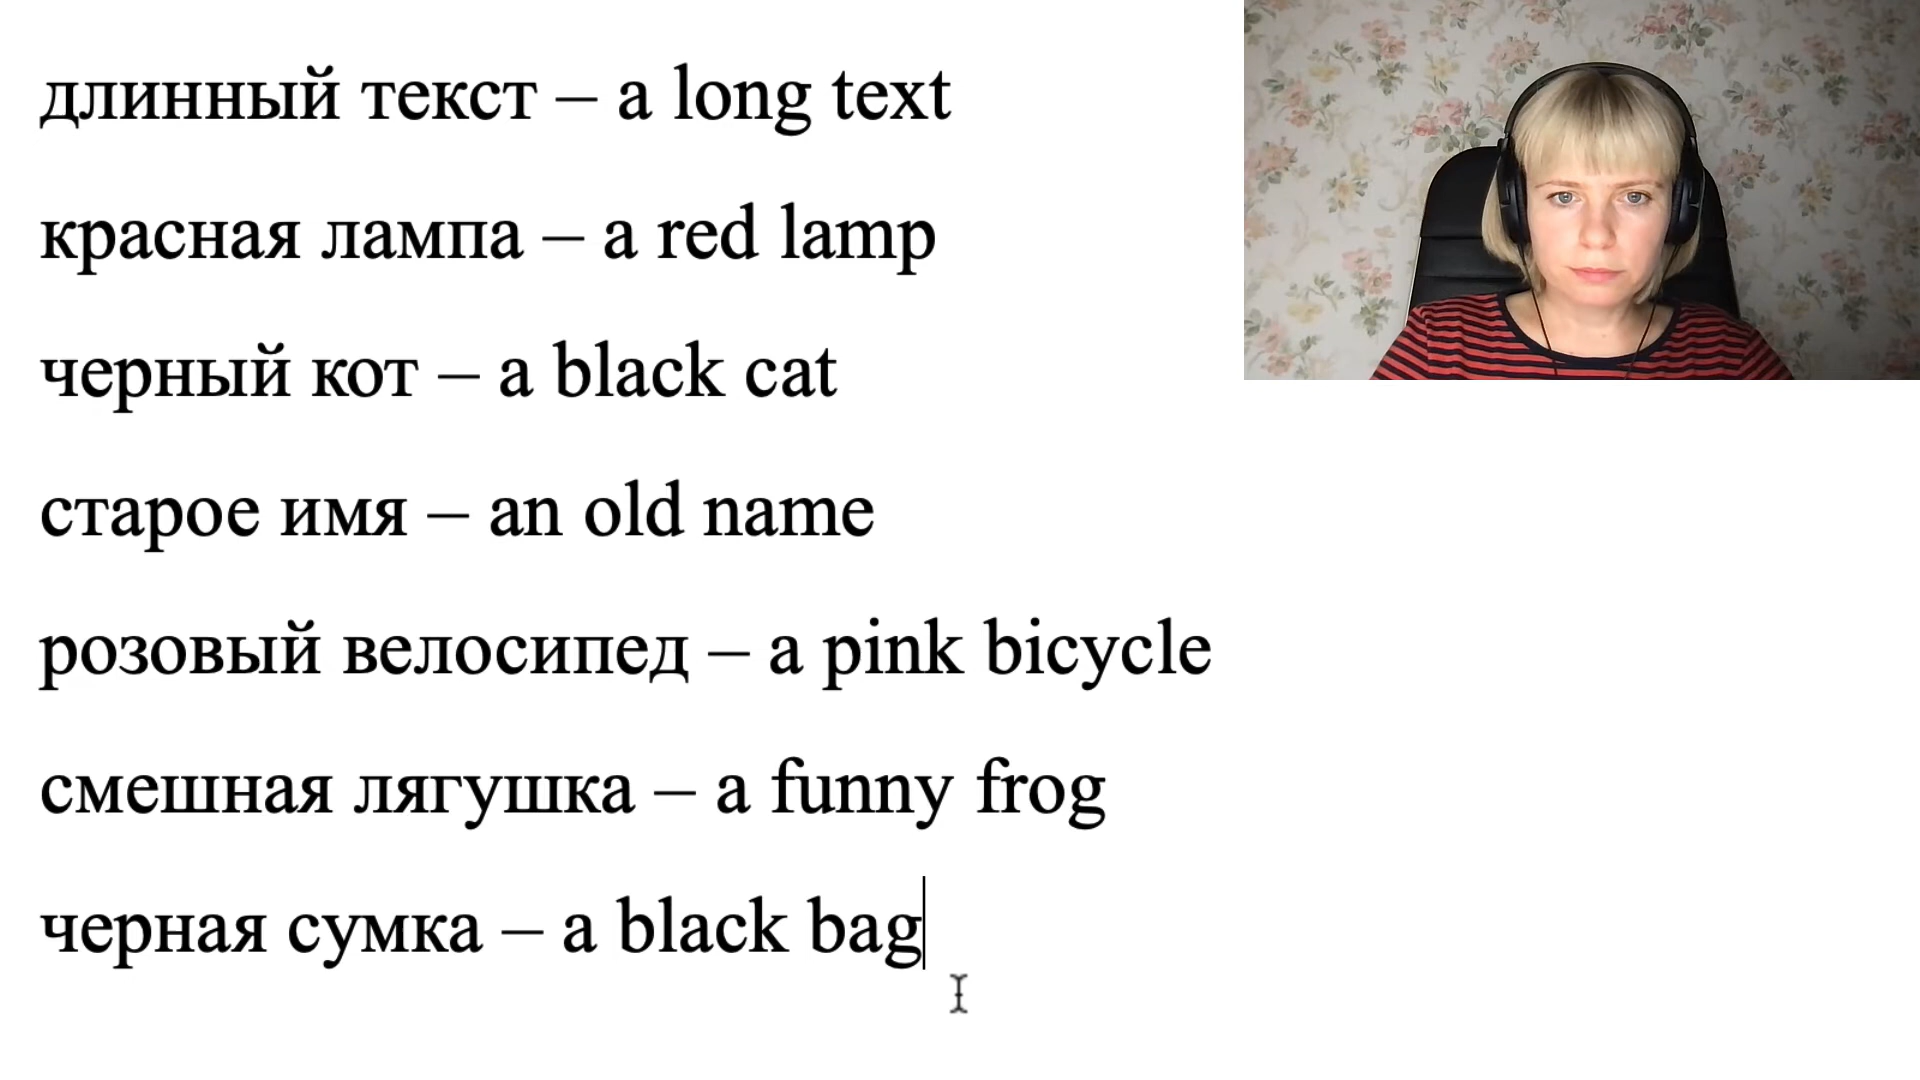 длинный текст – a long text
красная лампа – a red lamp
черный кот – a black cat
старое имя – an old name
розовый велосипед – a pink bicycle
смешная лягушка – a funny frog
черная сумка – a black bag